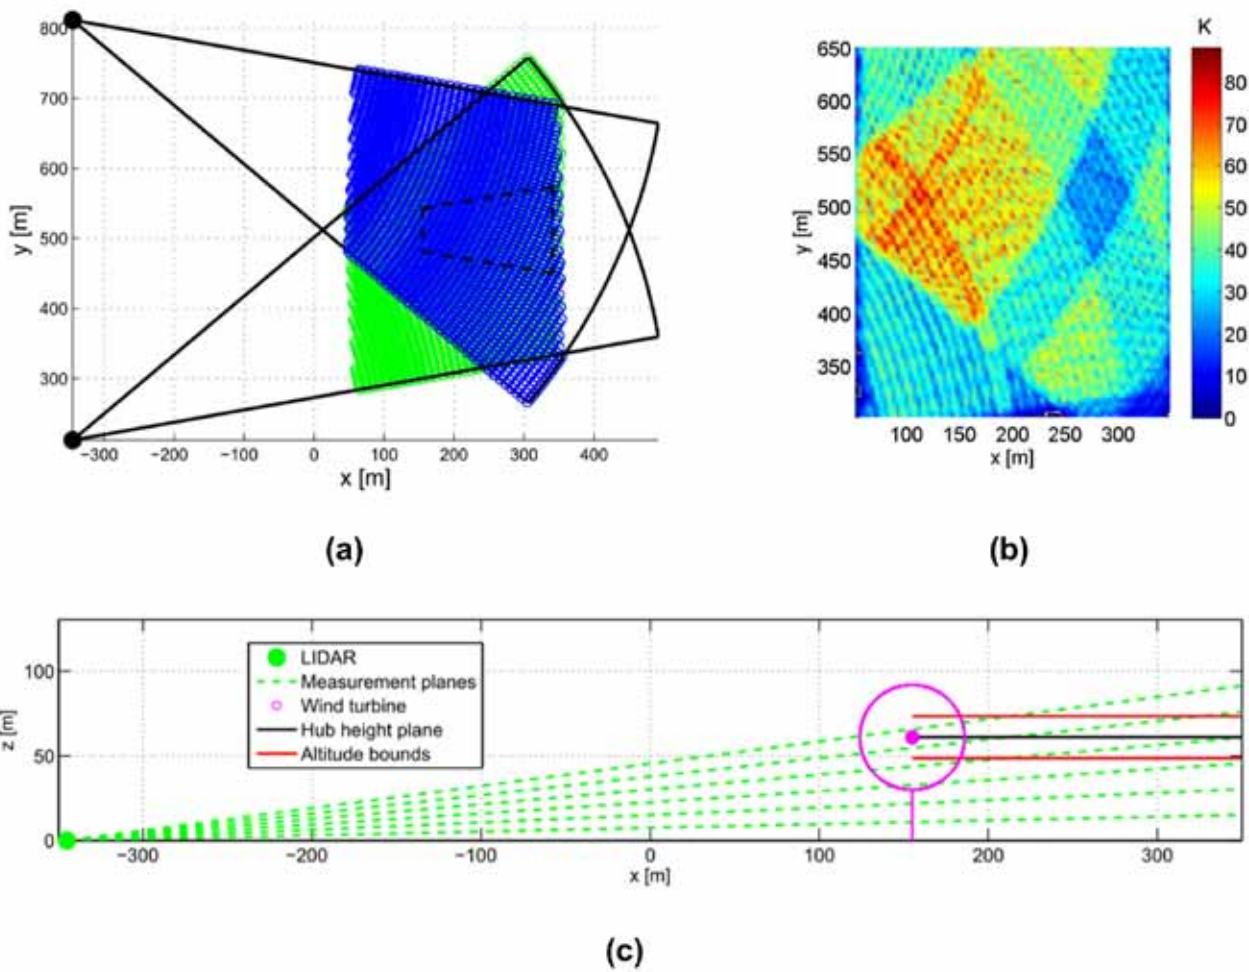 800
700
600
500
400
300
y [m]
−300 −200 −100 0 100 200 300 400
x [m]
(a)
K
650
600
550
500
450
400
350
y [m]
100 150 200 250 300
x [m]
80
70
60
50
40
30
20
10
0
(b)
100
50
0
z [m]
LIDAR
Measurement planes
Wind turbine
Hub height plane
Altitude bounds
−300 −200 −100 0 100 200 300
x [m]
(c)